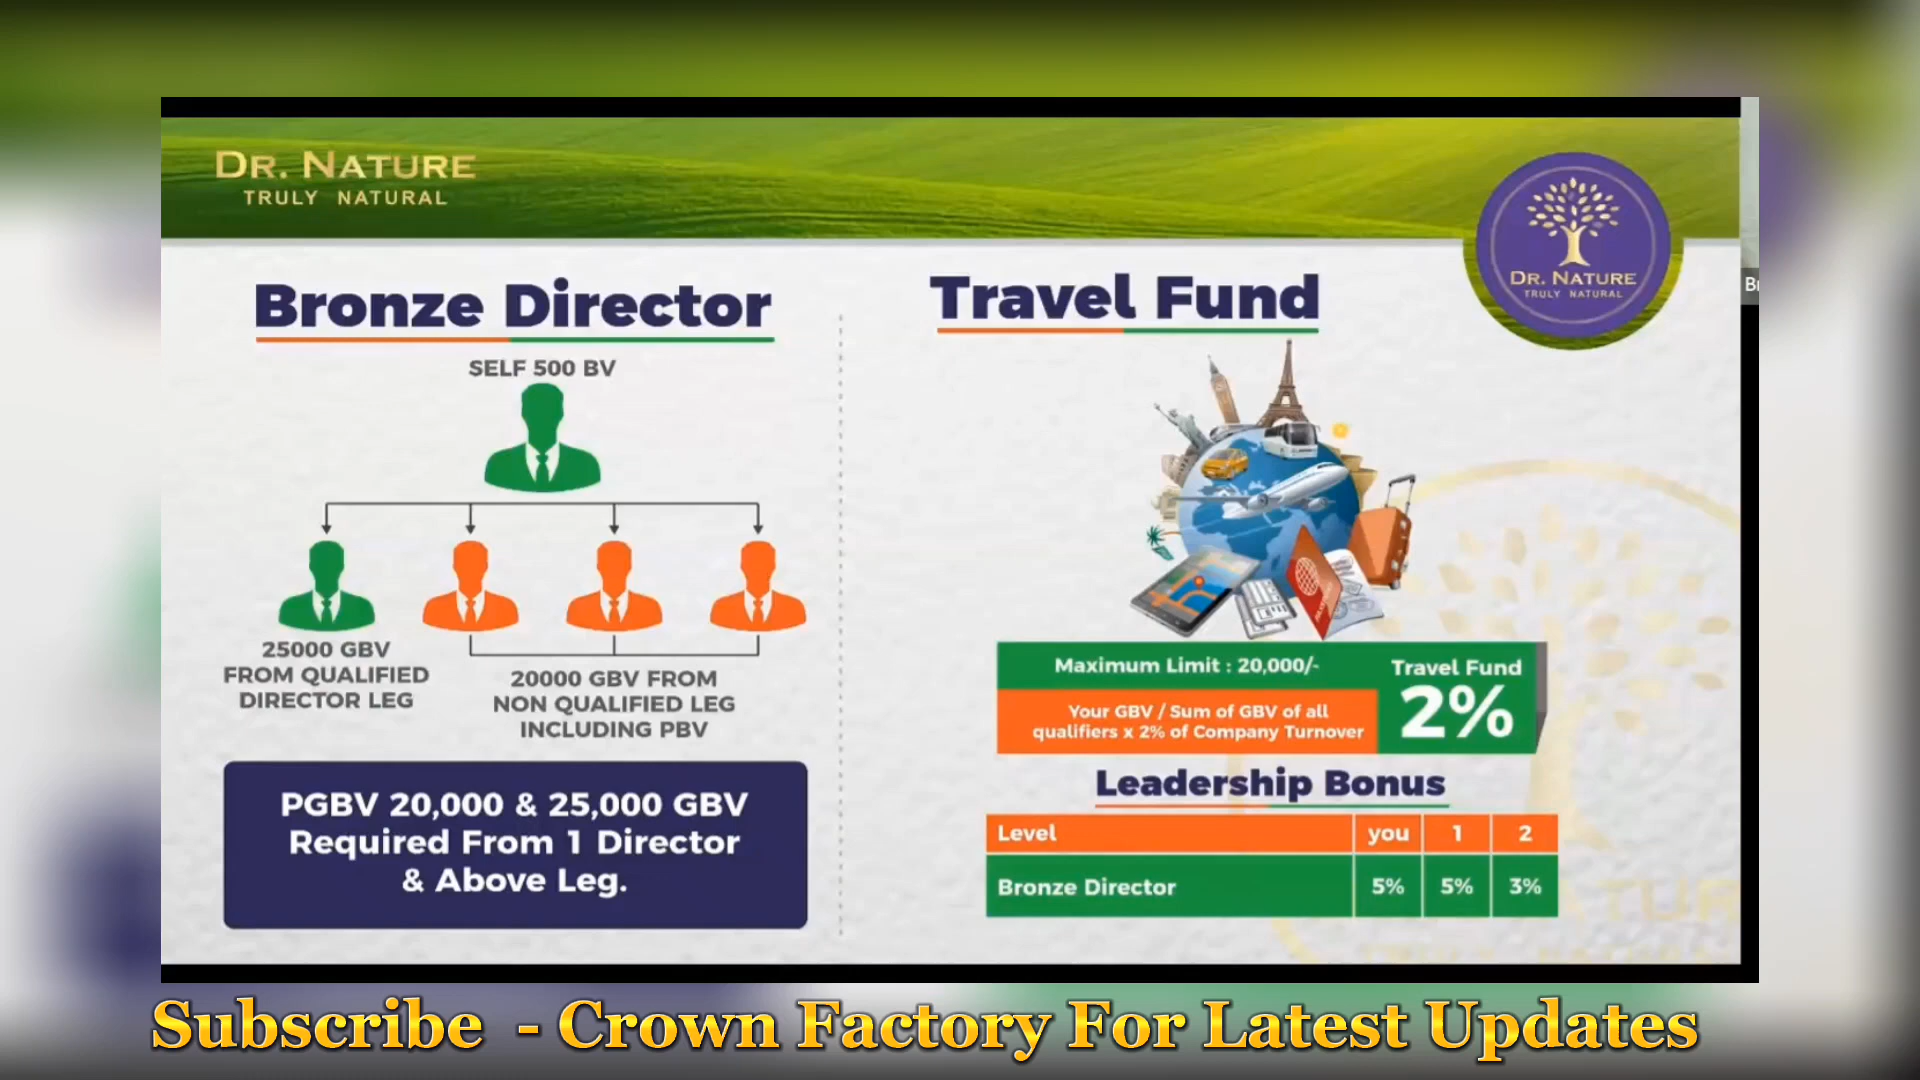 DR. NATURE
TRULY NATURAL
DR. NATURE
TRULY NATURAL
Br
Bronze Director
SELF 500 BV
25000 GBV
FROM QUALIFIED
DIRECTOR LEG
20000 GBV FROM
NON QUALIFIED LEG
INCLUDING PBV
PGBV 20,000 & 25,000 GBV
Required From 1 Director
& Above Leg.
Travel Fund
Maximum Limit : 20,000/-
Your GBV / Sum of GBV of all
qualifiers x 2% of Company Turnover
Travel Fund
2%
Leadership Bonus
Level you 1 2
Bronze Director 5% 5% 3%
Subscribe - Crown Factory For Latest Updates